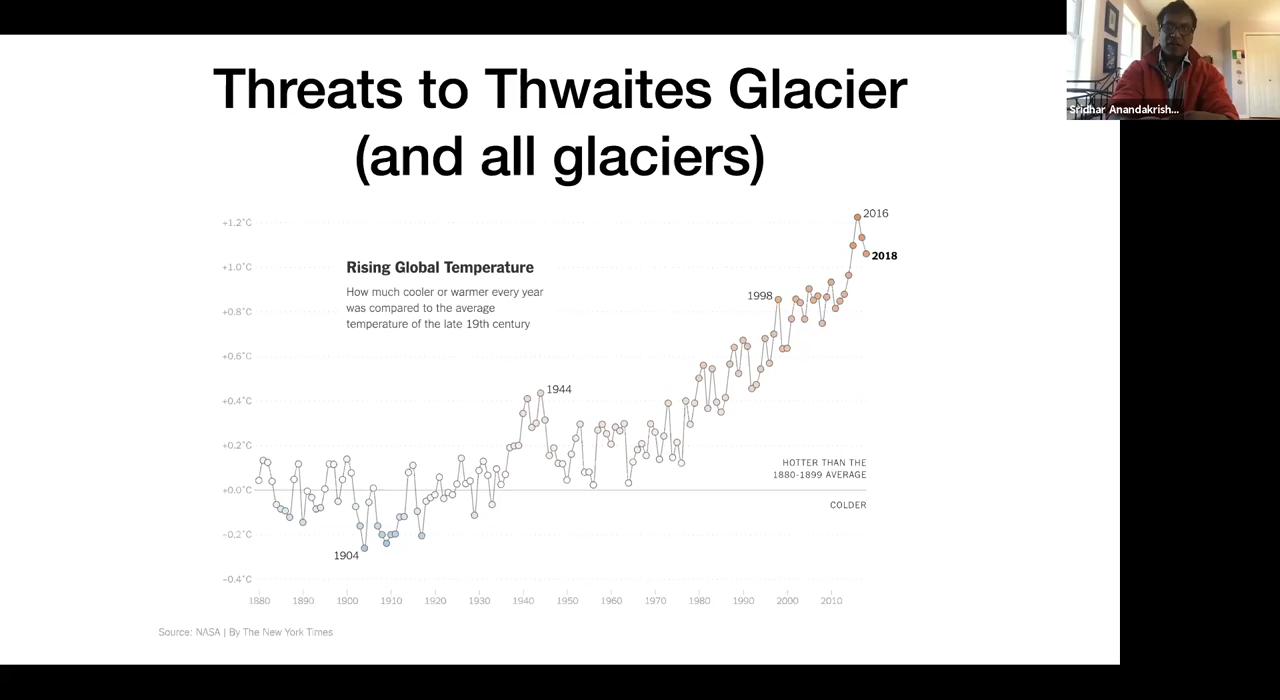 Threats to Thwaites Glacier
(and all glaciers)
Sridhar Anandakrish...
+1.2°C
+1.0°C
+0.8°C
+0.6°C
+0.4°C
+0.2°C
+0.0°C
−0.2°C
−0.4°C
Rising Global Temperature
How much cooler or warmer every year
was compared to the average
temperature of the late 19th century
2016
2018
1998
1944
1904
HOTTER THAN THE
1880-1899 AVERAGE
COLDER
1880 1890 1900 1910 1920 1930 1940 1950 1960 1970 1980 1990 2000 2010
Source: NASA | By The New York Times